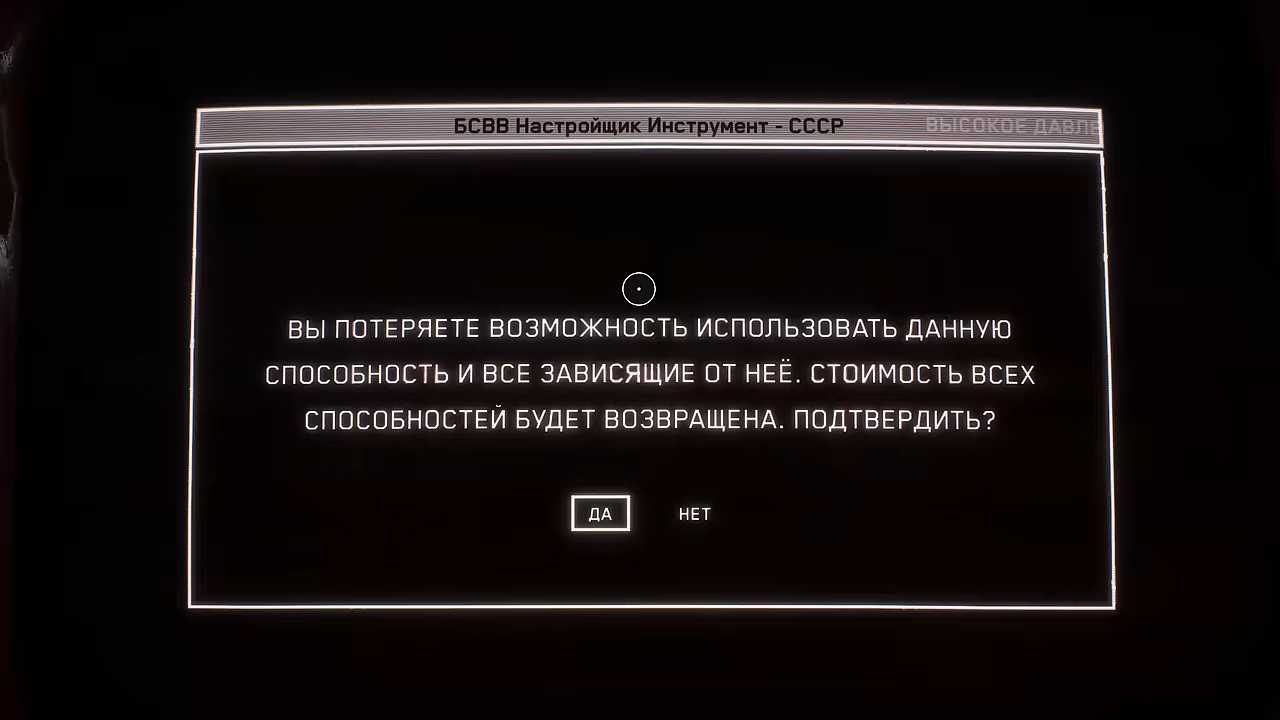 БСВВ Настройщик Инструмент - СССР
ВЫСОКОЕ
ВЫ ПОТЕРЯЕТЕ ВОЗМОЖНОСТЬ ИСПОЛЬЗОВАТЬ ДАННУЮ
СПОСОБНОСТЬ И ВСЕ ЗАВИСЯЩИЕ ОТ НЕЁ. СТОИМОСТЬ ВСЕХ
СПОСОБНОСТЕЙ БУДЕТ ВОЗВРАЩЕНА. ПОДТВЕРДИТЬ?
ДА НЕТ